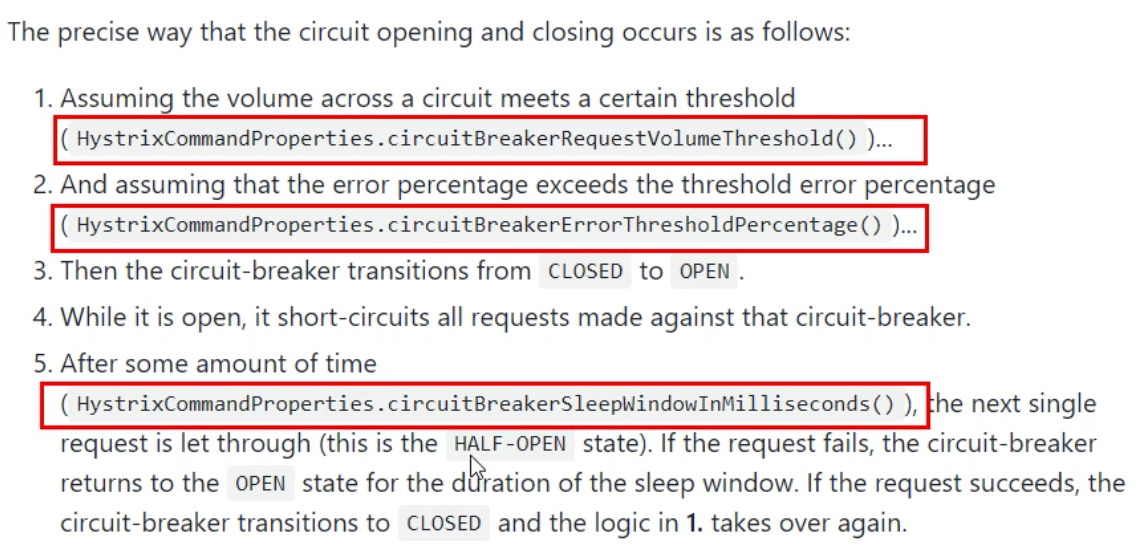 The precise way that the circuit opening and closing occurs is as follows:
1. Assuming the volume across a circuit meets a certain threshold
( HystrixCommandProperties.circuitBreakerRequestVolumeThreshold() )...
2. And assuming that the error percentage exceeds the threshold error percentage
( HystrixCommandProperties.circuitBreakerErrorThresholdPercentage() )...
3. Then the circuit-breaker transitions from CLOSED to OPEN .
4. While it is open, it short-circuits all requests made against that circuit-breaker.
5. After some amount of time
( HystrixCommandProperties.circuitBreakerSleepWindowInMilliseconds() ), the next single
request is let through (this is the HALF-OPEN state). If the request fails, the circuit-breaker
returns to the OPEN state for the duration of the sleep window. If the request succeeds, the
circuit-breaker transitions to CLOSED and the logic in 1. takes over again.